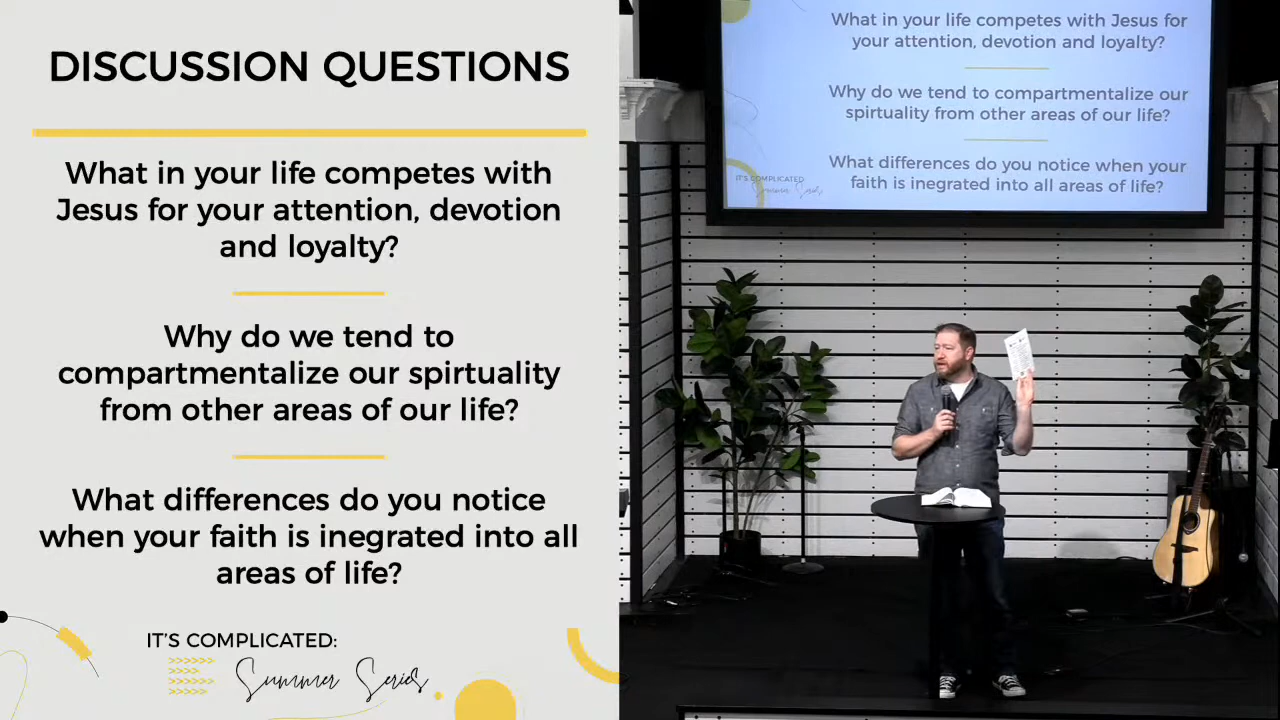 DISCUSSION QUESTIONS
What in your life competes with
Jesus for your attention, devotion
and loyalty?
Why do we tend to
compartmentalize our spirtuality
from other areas of our life?
What differences do you notice
when your faith is inegrated into all
areas of life?
IT'S COMPLICATED:
Summer Series
What in your life competes with Jesus for
your attention, devotion and loyalty?
Why do we tend to compartmentalize our
spirtuality from other areas of our life?
What differences do you notice when your
faith is inegrated into all areas of life?
IT'S COMPLICATED:
Summer Series